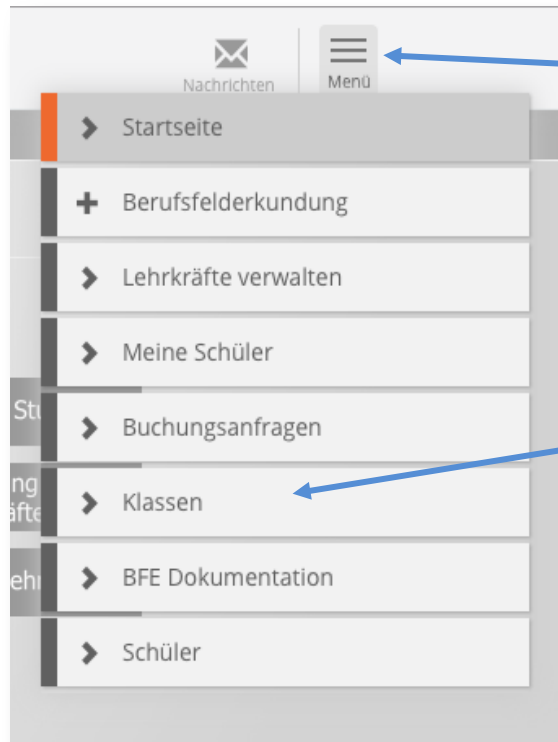 Nachrichten
Menü
Startseite
Berufsfelderkundung
Lehrkräfte verwalten
Meine Schüler
Buchungsanfragen
Klassen
BFE Dokumentation
Schüler